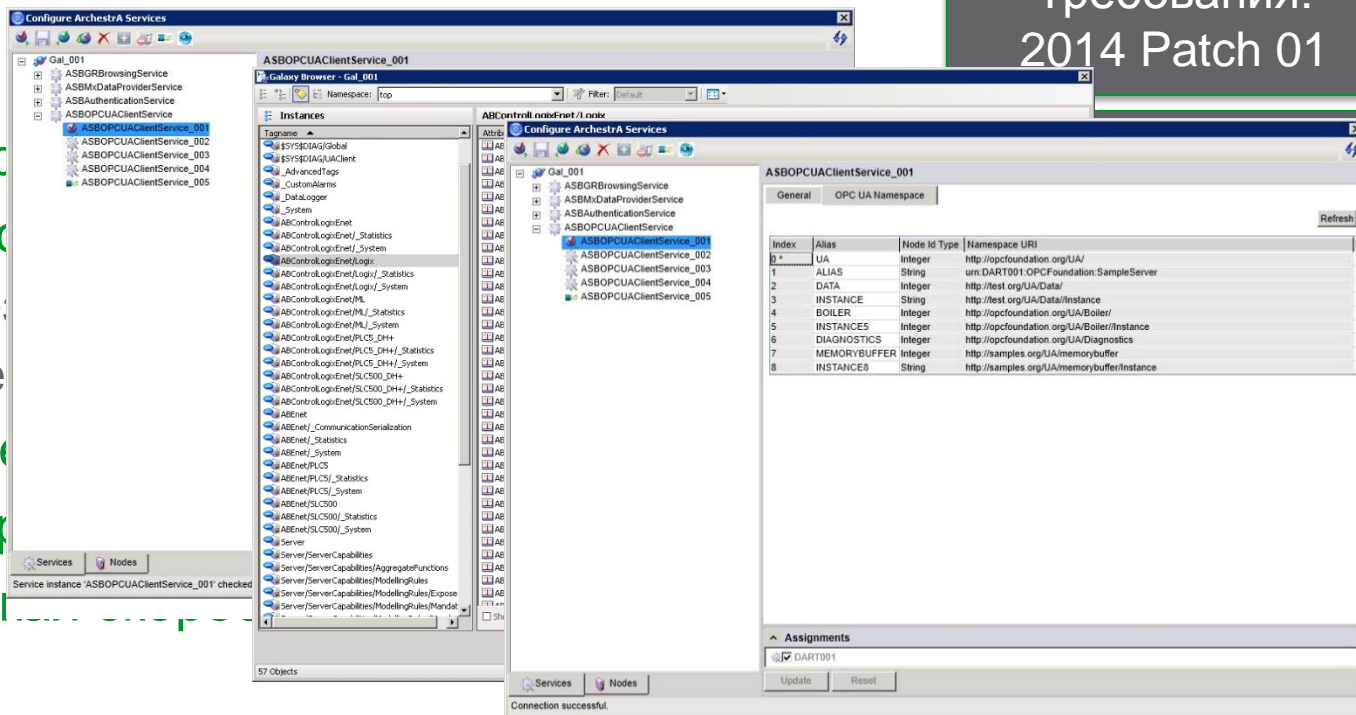 Требования:
2014 Patch 01
Configure ArchestrA Services
Gal_001
ASBGRBrowsingService
ASBMxDataProviderService
ASBAuthenticationService
ASBOPCUAClientService
ASBOPCUAClientService_001
ASBOPCUAClientService_002
ASBOPCUAClientService_003
ASBOPCUAClientService_004
ASBOPCUAClientService_005
ASBOPCUAClientService_001
Services Nodes
Service instance 'ASBOPCUAClientService_001' checked
Galaxy Browser - Gal_001
Namespace: top Filter: Default
Instances
Tagname
$SYS$DIAG/Global
$SYS$DIAG/UAClient
_AdvancedTags
_CustomAlarms
_DataLogger
_System
ABControlLogixEnet
ABControlLogixEnet/_Statistics
ABControlLogixEnet/_System
ABControlLogixEnet/Logix
ABControlLogixEnet/Logix/_Statistics
ABControlLogixEnet/Logix/_System
ABControlLogixEnet/ML
ABControlLogixEnet/ML/_Statistics
ABControlLogixEnet/ML/_System
ABControlLogixEnet/PLC5_DH+
ABControlLogixEnet/PLC5_DH+/_Statistics
ABControlLogixEnet/PLC5_DH+/_System
ABControlLogixEnet/SLC500_DH+
ABControlLogixEnet/SLC500_DH+/_Statistics
ABControlLogixEnet/SLC500_DH+/_System
ABEnet
ABEnet/_CommunicationSerialization
ABEnet/_Statistics
ABEnet/_System
ABEnet/PLC5
ABEnet/PLC5/_Statistics
ABEnet/PLC5/_System
ABEnet/SLC500
ABEnet/SLC500/_Statistics
ABEnet/SLC500/_System
Server
Server/ServerCapabilities
Server/ServerCapabilities/AggregateFunctions
Server/ServerCapabilities/ModellingRules
Server/ServerCapabilities/ModellingRules/Expose
Server/ServerCapabilities/ModellingRules/Mandat
57 Objects
ABControlLogixEnet/Logix
Attrib
Configure ArchestrA Services
Gal_001
ASBGRBrowsingService
ASBMxDataProviderService
ASBAuthenticationService
ASBOPCUAClientService
ASBOPCUAClientService_001
ASBOPCUAClientService_002
ASBOPCUAClientService_003
ASBOPCUAClientService_004
ASBOPCUAClientService_005
ASBOPCUAClientService_001
General OPC UA Namespace
Refresh
Index Alias Node Id Type Namespace URI
0 * UA Integer http://opcfoundation.org/UA/
1 ALIAS String urn:DART001:OPCFoundation:SampleServer
2 DATA Integer http://test.org/UA/Data/
3 INSTANCE String http://test.org/UA/Data//Instance
4 BOILER Integer http://opcfoundation.org/UA/Boiler/
5 INSTANCE5 Integer http://opcfoundation.org/UA/Boiler//Instance
6 DIAGNOSTICS Integer http://opcfoundation.org/UA/Diagnostics
7 MEMORYBUFFER Integer http://samples.org/UA/memorybuffer
8 INSTANCE8 String http://samples.org/UA/memorybuffer/Instance
Assignments
DART001
Update Reset
Services Nodes
Connection successful.